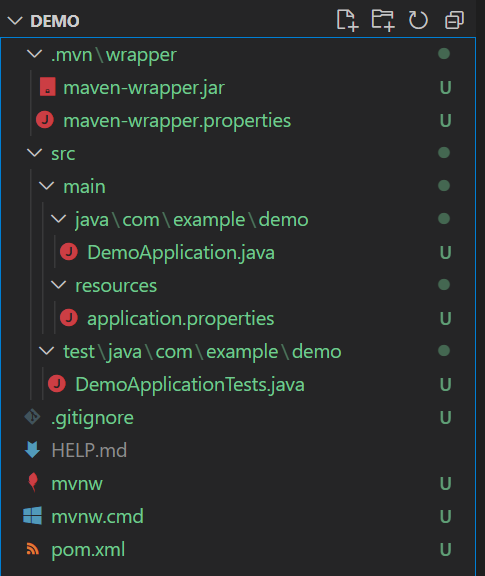 DEMO
.mvn\wrapper
maven-wrapper.jar U
maven-wrapper.properties U
src
main
java\com\example\demo
DemoApplication.java U
resources
application.properties U
test\java\com\example\demo
DemoApplicationTests.java U
.gitignore U
HELP.md
mvnw U
mvnw.cmd U
pom.xml U